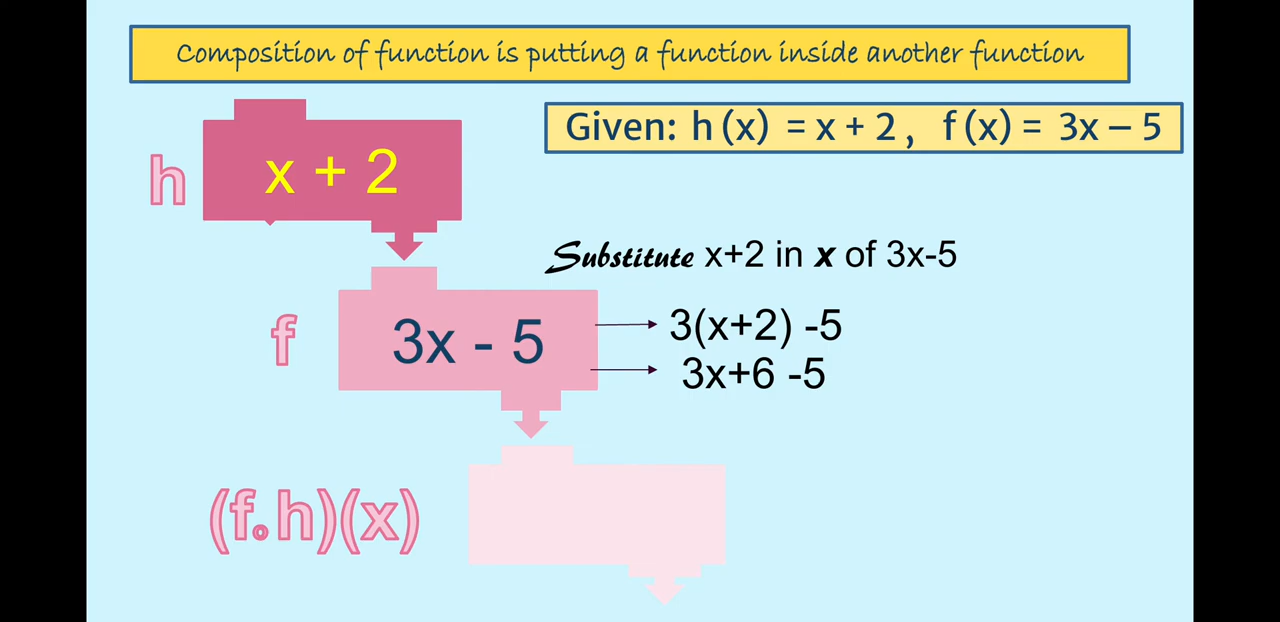 Composition of function is putting a function inside another function
Given: h (x) = x + 2 , f (x) = 3x – 5
h
x + 2
Substitute x+2 in x of 3x-5
f
3x - 5
3(x+2) -5
3x+6 -5
(f∘h)(x)